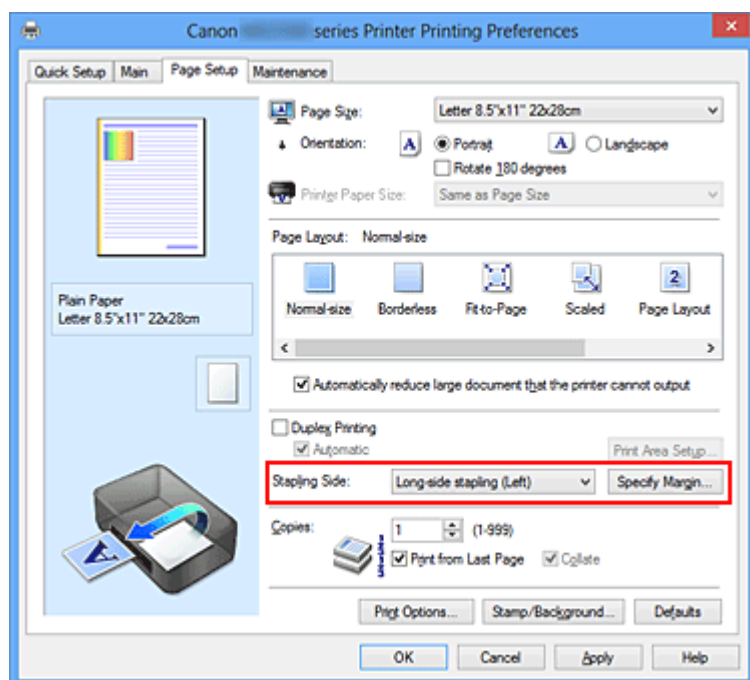 Canon series Printer Printing Preferences
Quick Setup Main Page Setup Maintenance
Page Size: Letter 8.5"x11" 22x28cm
Orientation: A Portrait A Landscape
Rotate 180 degrees
Printer Paper Size: Same as Page Size
Page Layout: Normal-size
2
Normal-size Borderless Fit-to-Page Scaled Page Layout
Plain Paper
Letter 8.5"x11" 22x28cm
Automatically reduce large document that the printer cannot output
Duplex Printing
Automatic Print Area Setup...
Stapling Side: Long-side stapling (Left) Specify Margin...
Copies: 1 (1-999)
Print from Last Page Collate
A
Print Options... Stamp/Background... Defaults
OK Cancel Apply Help